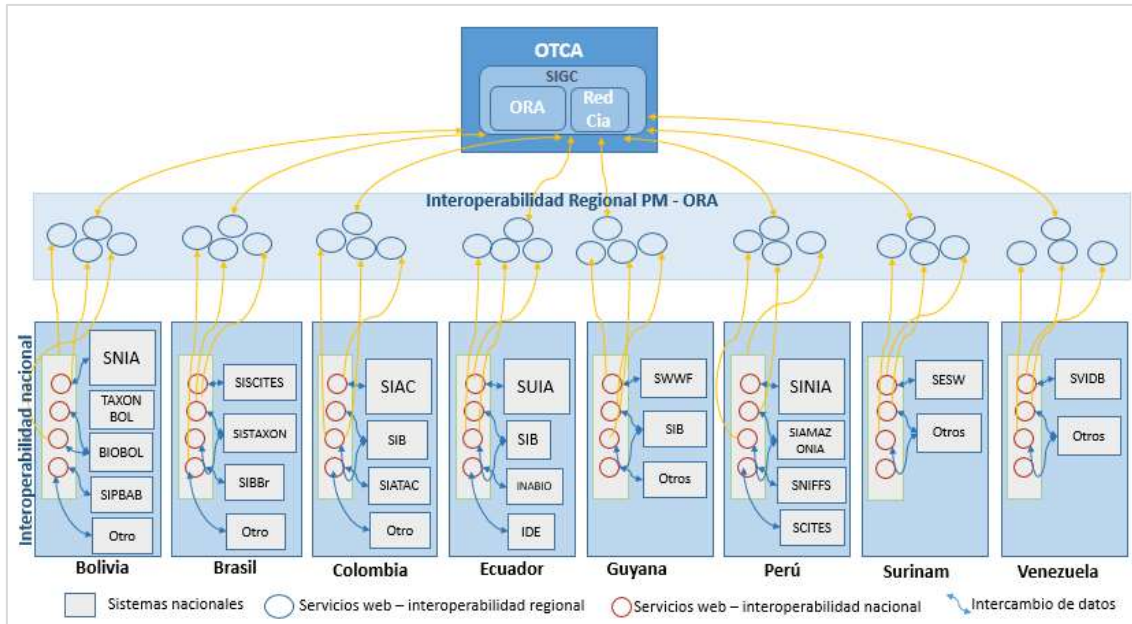 OTCA
SIGC
ORA
Red
Cia
Interoperabilidad Regional PM - ORA
Interoperabilidad nacional
SNIA
TAXON
BOL
BIOBOL
SIPBAB
Otro
Bolivia
SISCITES
SISTAXON
SIBBr
Otro
Brasil
SIAC
SIB
SIATAC
Otro
Colombia
SUIA
SIB
INABIO
IDE
Ecuador
SWWF
SIB
Otros
Guyana
SINIA
SIAMAZ
ONIA
SNIFFS
SCITES
Perú
SESW
Otros
Surinam
SVIDB
Otros
Venezuela
Sistemas nacionales
Servicios web – interoperabilidad regional
Servicios web – interoperabilidad nacional
Intercambio de datos